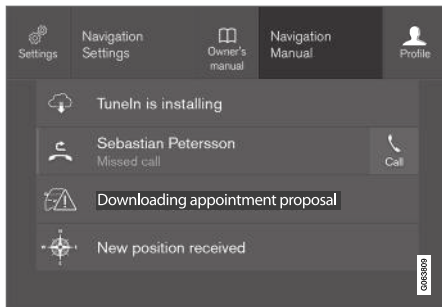 Settings
Navigation
Settings
Owner's
manual
Navigation
Manual
Profile
TuneIn is installing
Sebastian Petersson
Missed call
Call
Downloading appointment proposal
New position received
G063809